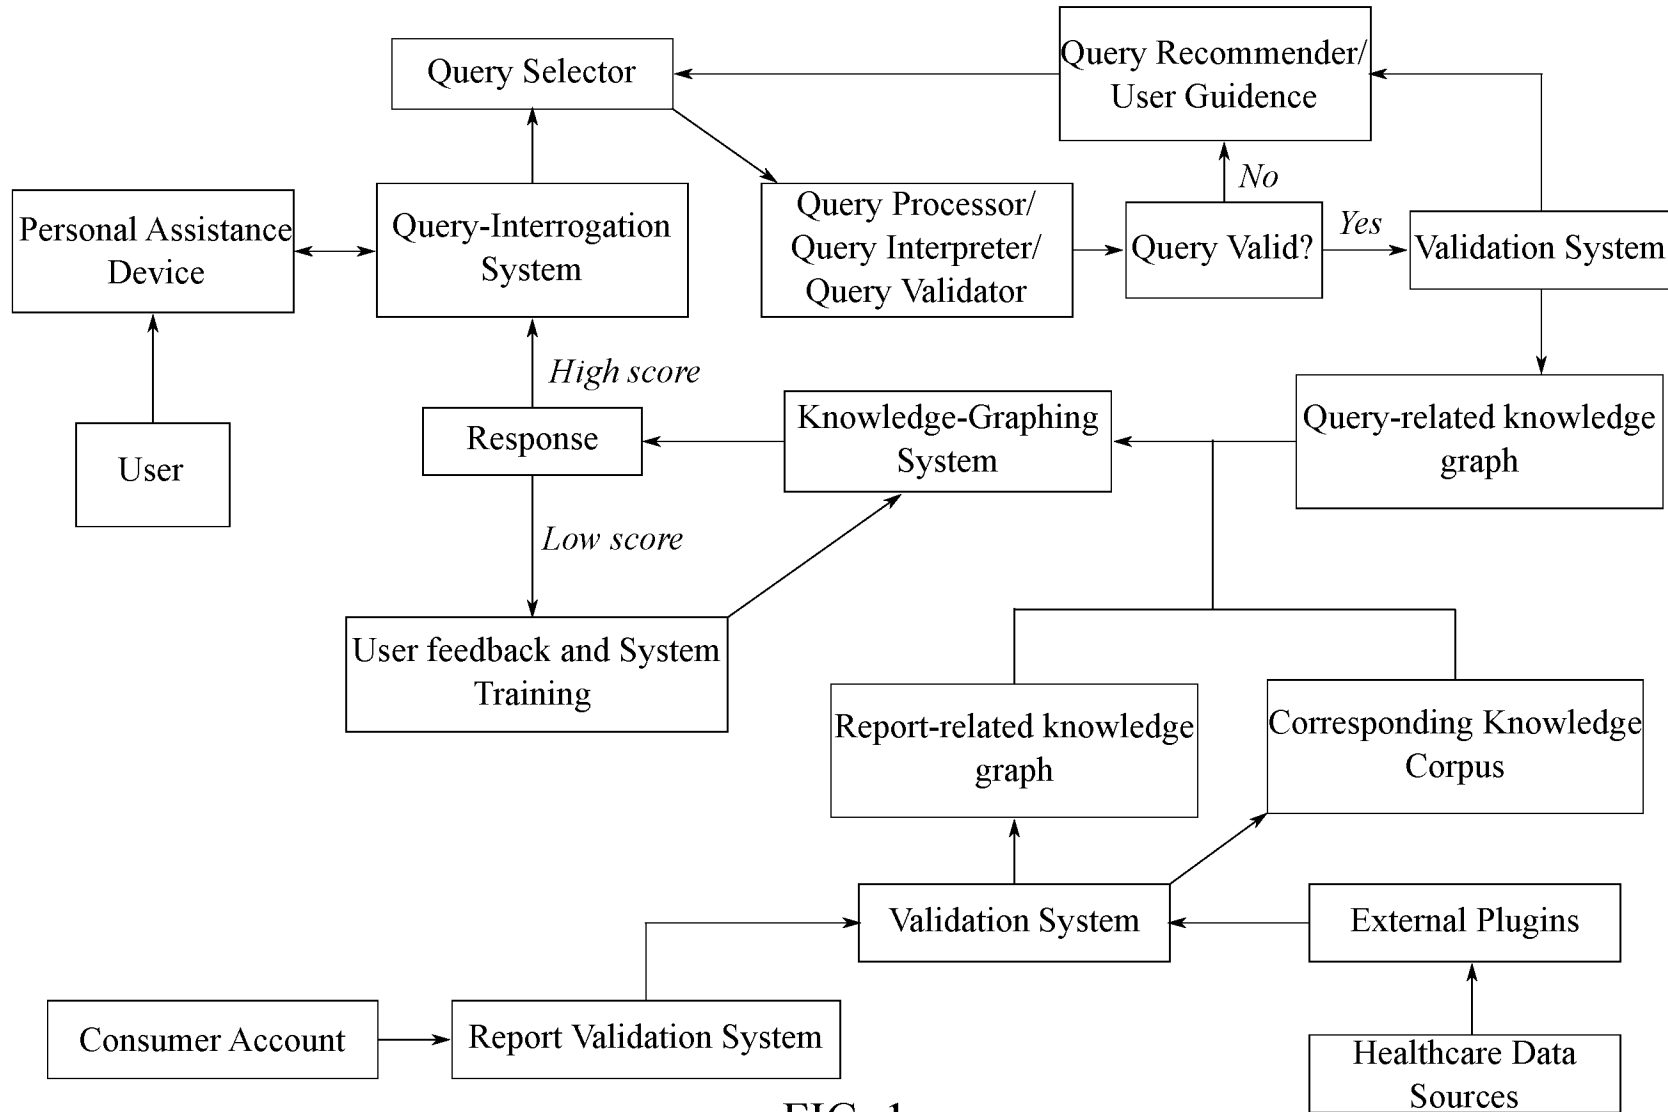 Query Selector
Query Recommender/
User Guidence
No
Personal Assistance
Device
Query-Interrogation
System
Query Processor/
Query Interpreter/
Query Validator
Query Valid?
Yes
Validation System
High score
User
Response
Knowledge-Graphing
System
Query-related knowledge
graph
Low score
User feedback and System
Training
Report-related knowledge
graph
Corresponding Knowledge
Corpus
Validation System
External Plugins
Consumer Account
Report Validation System
Healthcare Data
Sources
FIG. 1